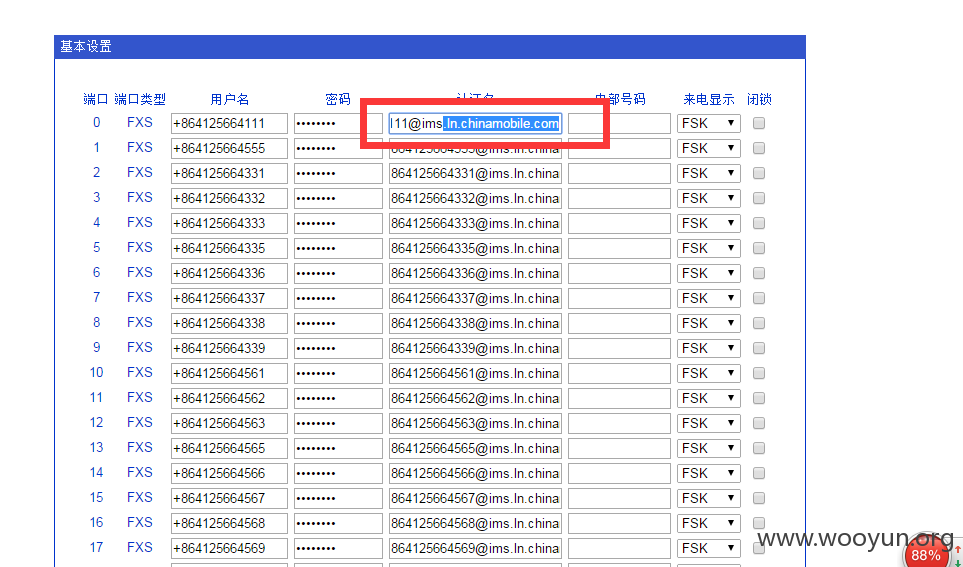 基本设置
端口 端口类型 用户名 密码 认证名 电部号码 来电显示 闭锁
0 FXS +864125664111 •••••••• 111@ims.ln.chinamobile.com FSK
1 FXS +864125664555 •••••••• 864125664555@ims.ln.china FSK
2 FXS +864125664331 •••••••• 864125664331@ims.ln.china FSK
3 FXS +864125664332 •••••••• 864125664332@ims.ln.china FSK
4 FXS +864125664333 •••••••• 864125664333@ims.ln.china FSK
5 FXS +864125664335 •••••••• 864125664335@ims.ln.china FSK
6 FXS +864125664336 •••••••• 864125664336@ims.ln.china FSK
7 FXS +864125664337 •••••••• 864125664337@ims.ln.china FSK
8 FXS +864125664338 •••••••• 864125664338@ims.ln.china FSK
9 FXS +864125664339 •••••••• 864125664339@ims.ln.china FSK
10 FXS +864125664561 •••••••• 864125664561@ims.ln.china FSK
11 FXS +864125664562 •••••••• 864125664562@ims.ln.china FSK
12 FXS +864125664563 •••••••• 864125664563@ims.ln.china FSK
13 FXS +864125664565 •••••••• 864125664565@ims.ln.china FSK
14 FXS +864125664566 •••••••• 864125664566@ims.ln.china FSK
15 FXS +864125664567 •••••••• 864125664567@ims.ln.china FSK
16 FXS +864125664568 •••••••• 864125664568@ims.ln.china FSK
17 FXS +864125664569 •••••••• 864125664569@ims.ln.china FSK
www.wooyun.org
88%